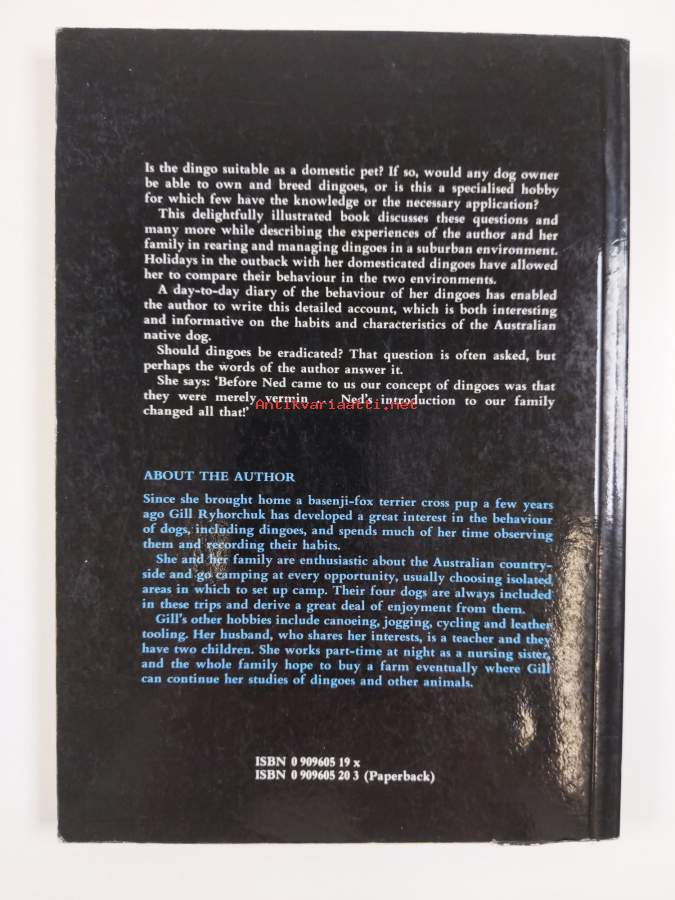 Is the dingo suitable as a domestic pet? If so, would any dog owner
be able to own and breed dingoes, or is this a specialised hobby
for which few have the knowledge or the necessary application?
This delightfully illustrated book discusses these questions and
many more while describing the experiences of the author and her
family in rearing and managing dingoes in a suburban environment.
Holidays in the outback with her domesticated dingoes have allowed
her to compare their behaviour in the two environments.
A day-to-day diary of the behaviour of her dingoes has enabled
the author to write this detailed account, which is both interesting
and informative on the habits and characteristics of the Australian
native dog.
Should dingoes be eradicated? That question is often asked, but
perhaps the words of the author answer it.
She says: 'Before Ned came to us our concept of dingoes was that
they were merely vermin . . Ned's introduction to our family
changed all that!'
Antikvariaatti.net
ABOUT THE AUTHOR
Since she brought home a basenji-fox terrier cross pup a few years
ago Gill Ryhorchuk has developed a great interest in the behaviour
of dogs, including dingoes, and spends much of her time observing
them and recording their habits.
She and her family are enthusiastic about the Australian country-
side and go camping at every opportunity, usually choosing isolated
areas in which to set up camp. Their four dogs are always included
in these trips and derive a great deal of enjoyment from them.
Gill's other hobbies include canoeing, jogging, cycling and leather
tooling. Her husband, who shares her interests, is a teacher and they
have two children. She works part-time at night as a nursing sister,
and the whole family hope to buy a farm eventually where Gill
can continue her studies of dingoes and other animals.
ISBN 0 909605 19 x
ISBN 0 909605 20 3 (Paperback)